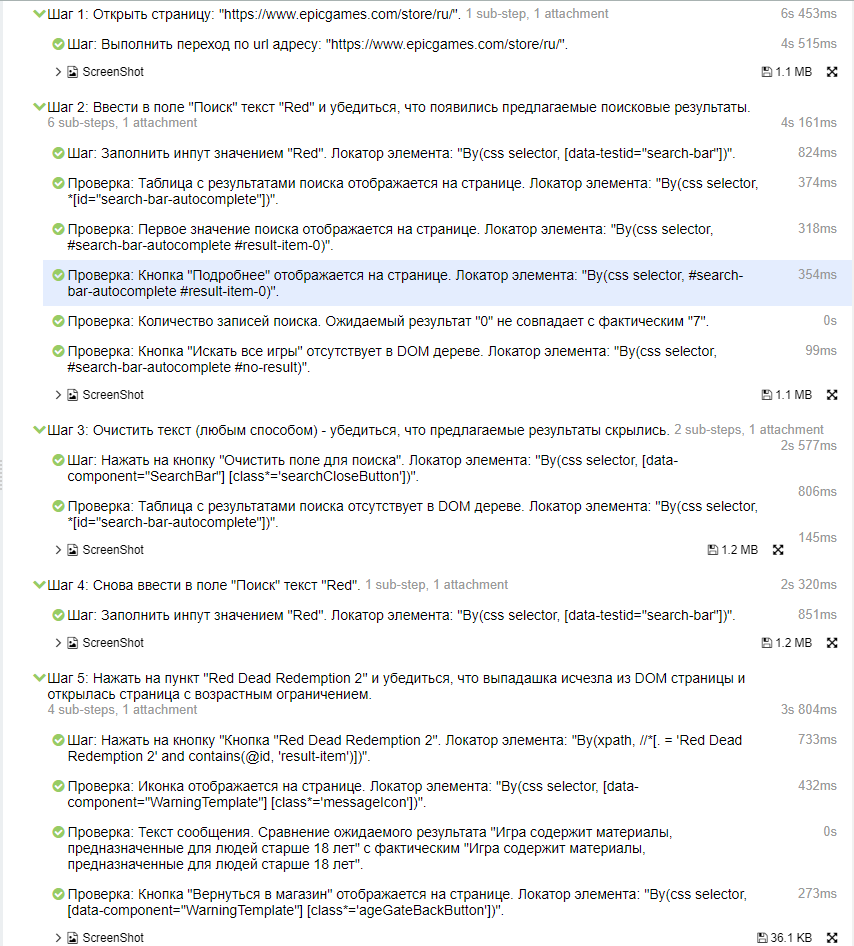 Шаг 1: Открыть страницу: "https://www.epicgames.com/store/ru/". 1 sub-step, 1 attachment 6s 453ms
Шаг: Выполнить переход по url адресу: "https://www.epicgames.com/store/ru/". 4s 515ms
ScreenShot 1.1 MB
Шаг 2: Ввести в поле "Поиск" текст "Red" и убедиться, что появились предлагаемые поисковые результаты.
6 sub-steps, 1 attachment 4s 161ms
Шаг: Заполнить инпут значением "Red". Локатор элемента: "By(css selector, [data-testid="search-bar"])". 824ms
Проверка: Таблица с результатами поиска отображается на странице. Локатор элемента: "By(css selector, 374ms
*[id="search-bar-autocomplete"])".
Проверка: Первое значение поиска отображается на странице. Локатор элемента: "By(css selector, 318ms
#search-bar-autocomplete #result-item-0)".
Проверка: Кнопка "Подробнее" отображается на странице. Локатор элемента: "By(css selector, #search- 354ms
bar-autocomplete #result-item-0)".
Проверка: Количество записей поиска. Ожидаемый результат "0" не совпадает с фактическим "7". 0s
Проверка: Кнопка "Искать все игры" отсутствует в DOM дереве. Локатор элемента: "By(css selector, 99ms
#search-bar-autocomplete #no-result)".
ScreenShot 1.1 MB
Шаг 3: Очистить текст (любым способом) - убедиться, что предлагаемые результаты скрылись. 2 sub-steps, 1 attachment
2s 577ms
Шаг: Нажать на кнопку "Очистить поле для поиска". Локатор элемента: "By(css selector, [data-
component="SearchBar"] [class*='searchCloseButton'])".
806ms
Проверка: Таблица с результатами поиска отсутствует в DOM дереве. Локатор элемента: "By(css selector,
*[id="search-bar-autocomplete"])".
145ms
ScreenShot 1.2 MB
Шаг 4: Снова ввести в поле "Поиск" текст "Red". 1 sub-step, 1 attachment 2s 320ms
Шаг: Заполнить инпут значением "Red". Локатор элемента: "By(css selector, [data-testid="search-bar"])". 851ms
ScreenShot 1.2 MB
Шаг 5: Нажать на пункт "Red Dead Redemption 2" и убедиться, что выпадашка исчезла из DOM страницы и
открылась страница с возрастным ограничением.
4 sub-steps, 1 attachment 3s 804ms
Шаг: Нажать на кнопку "Кнопка "Red Dead Redemption 2". Локатор элемента: "By(xpath, //*[. = 'Red Dead 733ms
Redemption 2' and contains(@id, 'result-item')])".
Проверка: Иконка отображается на странице. Локатор элемента: "By(css selector, [data- 432ms
component="WarningTemplate"] [class*='messageIcon'])".
Проверка: Текст сообщения. Сравнение ожидаемого результата "Игра содержит материалы, 0s
предназначенные для людей старше 18 лет" с фактическим "Игра содержит материалы,
предназначенные для людей старше 18 лет".
Проверка: Кнопка "Вернуться в магазин" отображается на странице. Локатор элемента: "By(css selector, 273ms
[data-component="WarningTemplate"] [class*='ageGateBackButton'])".
ScreenShot 36.1 KB